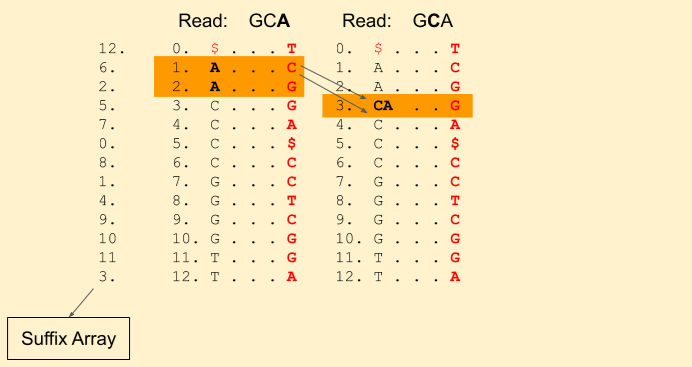 Read: GCA Read: GCA
12. 0. $ . . . T 0. $ . . . T
6. 1. A . . . C 1. A . . . C
2. 2. A . . . G 2. A . . . G
5. 3. C . . . G 3. CA . . G
7. 4. C . . . A 4. C . . . A
0. 5. C . . . $ 5. C . . . $
8. 6. C . . . C 6. C . . . C
1. 7. G . . . C 7. G . . . C
4. 8. G . . . T 8. G . . . T
9. 9. G . . . C 9. G . . . C
10 10. G . . . G 10. G . . . G
11 11. T . . . G 11. T . . . G
3. 12. T . . . A 12. T . . . A
Suffix Array